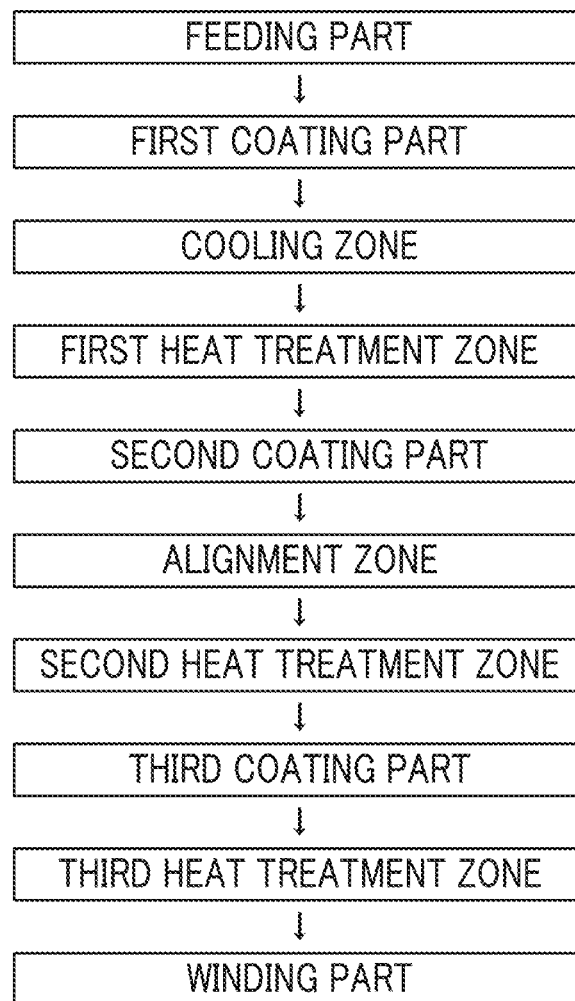 FEEDING PART
↓
FIRST COATING PART
↓
COOLING ZONE
↓
FIRST HEAT TREATMENT ZONE
↓
SECOND COATING PART
↓
ALIGNMENT ZONE
↓
SECOND HEAT TREATMENT ZONE
↓
THIRD COATING PART
↓
THIRD HEAT TREATMENT ZONE
↓
WINDING PART